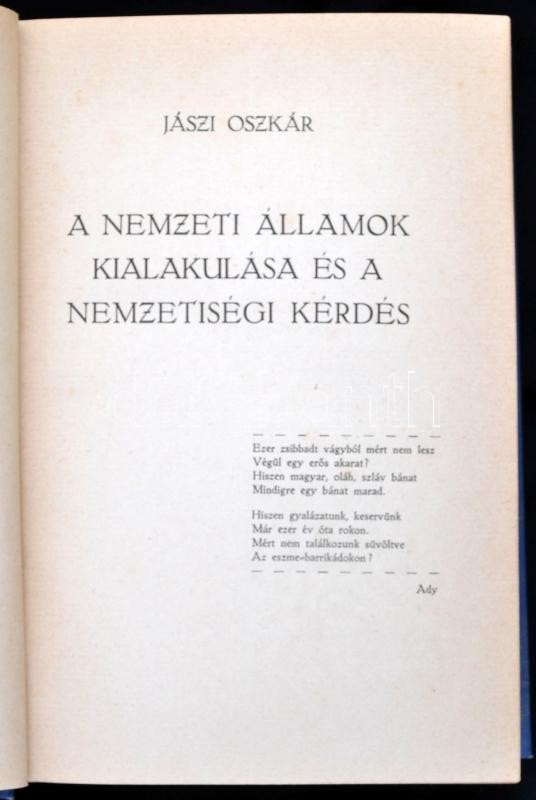 JÁSZI OSZKÁR
A NEMZETI ÁLLAMOK
KIALAKULÁSA ÉS A
NEMZETISÉGI KÉRDÉS
Ezer zsibbadt vágyból mért nem lesz
Végül egy erős akarat?
Hiszen magyar, oláh, szláv bánat
Mindigre egy bánat marad.
Hiszen gyalázatunk, keservünk
Már ezer év óta rokon.
Mért nem találkozunk süvöltve
Az eszme-barrikádokon?
Ady